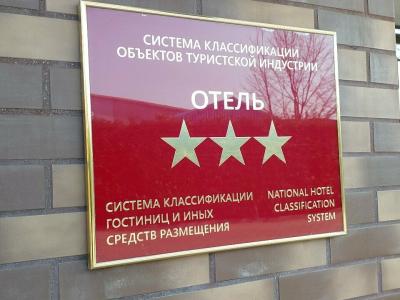 СИСТЕМА КЛАССИФИКАЦИИ
ОБЪЕКТОВ ТУРИСТСКОЙ ИНДУСТРИИ
ОТЕЛЬ
СИСТЕМА КЛАССИФИКАЦИИ
ГОСТИНИЦ И ИНЫХ
СРЕДСТВ РАЗМЕЩЕНИЯ
NATIONAL HOTEL
CLASSIFICATION
SYSTEM